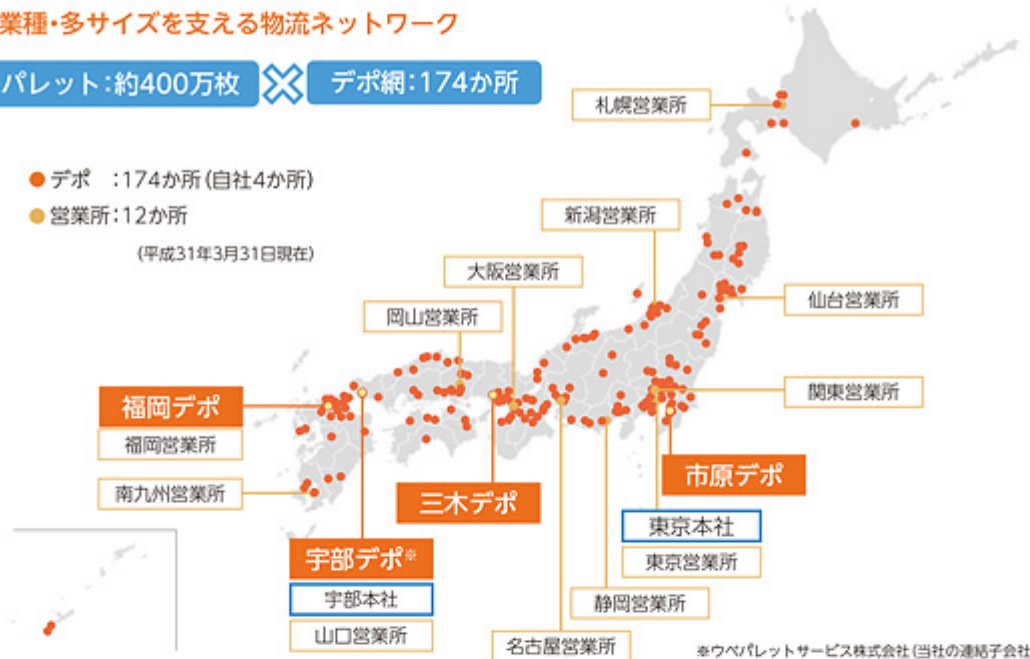 業種・多サイズを支える物流ネットワーク
パレット：約400万枚
デポ網：174か所
デポ ：174か所（自社4か所）
営業所：12か所
（平成31年3月31日現在）
札幌営業所
新潟営業所
大阪営業所
仙台営業所
岡山営業所
関東営業所
福岡デポ
福岡営業所
市原デポ
南九州営業所
三木デポ
東京本社
東京営業所
宇部デポ※
宇部本社
静岡営業所
山口営業所
名古屋営業所
※ウベパレットサービス株式会社（当社の連結子会社